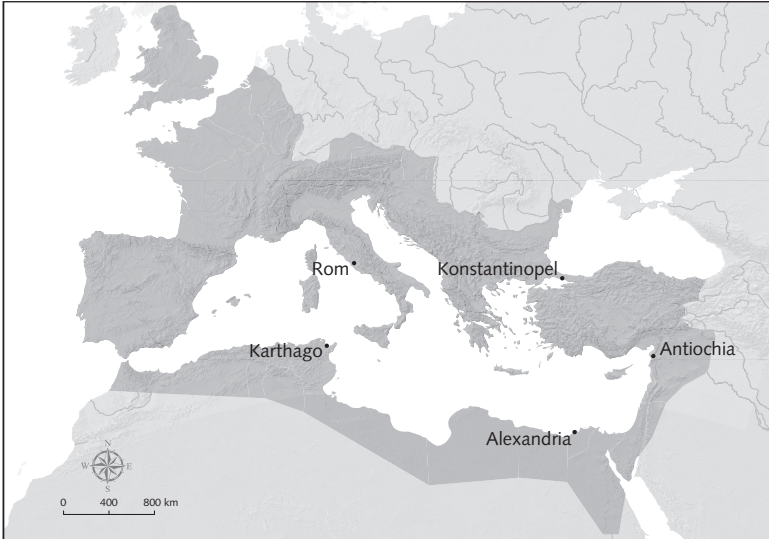 Rom
Konstantinopel
Karthago
Antiochia
Alexandria
N
W E
S
0 400 800 km